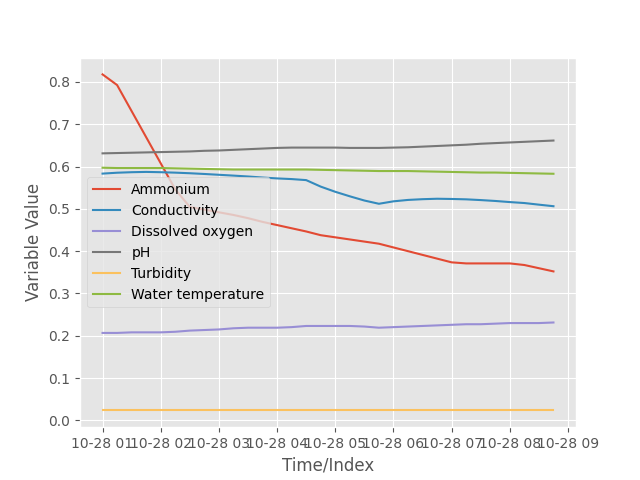 Variable Value
0.8
0.7
0.6
0.5
0.4
0.3
0.2
0.1
0.0
Ammonium
Conductivity
Dissolved oxygen
pH
Turbidity
Water temperature
10-28 01 10-28 02 10-28 03 10-28 04 10-28 05 10-28 06 10-28 07 10-28 08 10-28 09
Time/Index